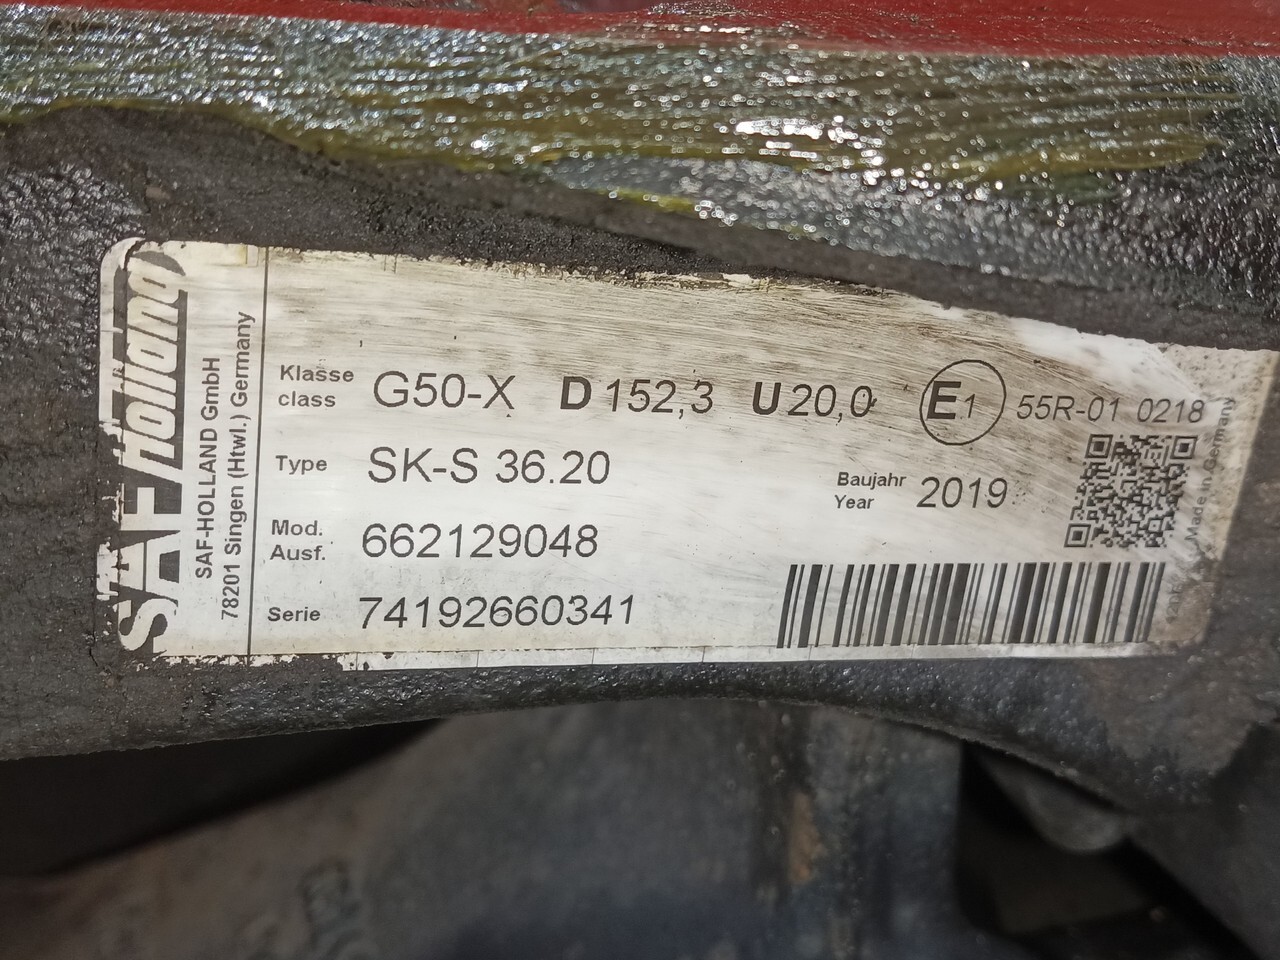 SAF Holland
SAF-HOLLAND GmbH
78201 Singen (Htwl.) Germany
Klasse
class
G50-X D 152,3 U 20,0 E1 55R-01 0218
Type SK-S 36.20
Baujahr
Year
2019
Mod.
Ausf.
662129048
Serie 74192660341
Made in Germany